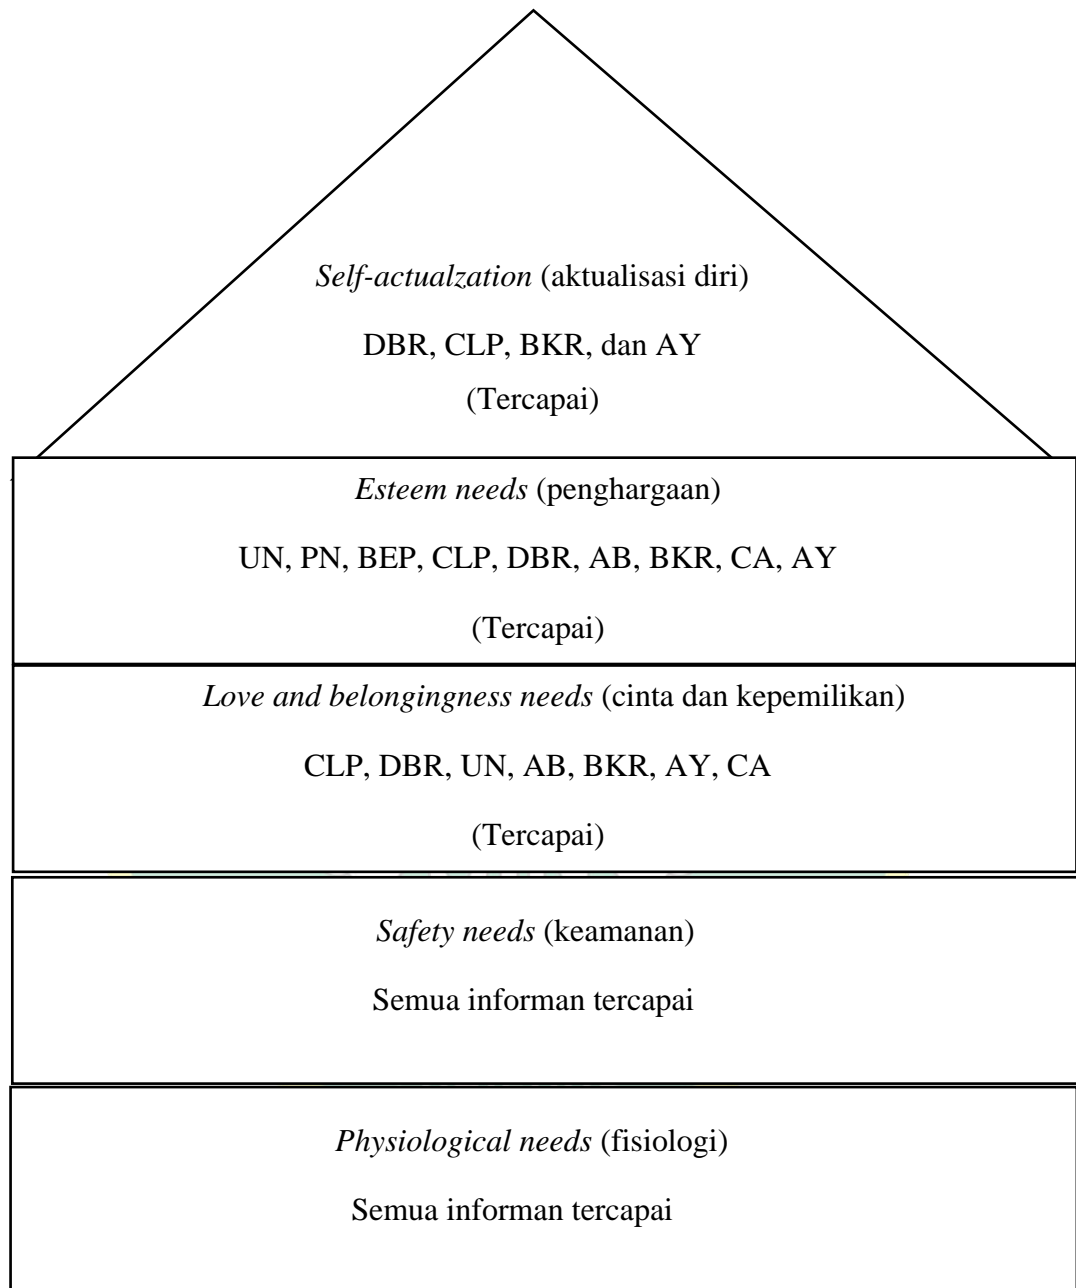 Self-actualzation (aktualisasi diri)
DBR, CLP, BKR, dan AY
(Tercapai)
Esteem needs (penghargaan)
UN, PN, BEP, CLP, DBR, AB, BKR, CA, AY
(Tercapai)
Love and belongingness needs (cinta dan kepemilikan)
CLP, DBR, UN, AB, BKR, AY, CA
(Tercapai)
Safety needs (keamanan)
Semua informan tercapai
Physiological needs (fisiologi)
Semua informan tercapai